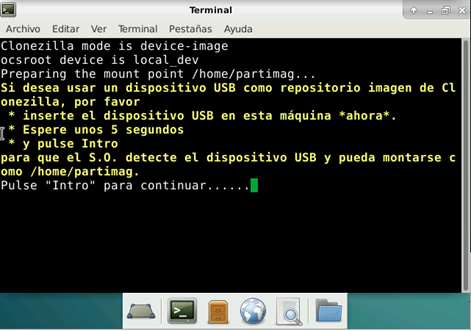 Terminal
Archivo Editar Ver Terminal Pestañas Ayuda
Clonezilla mode is device-image
ocsroot device is local_dev
Preparing the mount point /home/partimag...
Si desea usar un dispositivo USB como repositorio imagen de Cl
onezilla, por favor
* inserte el dispositivo USB en esta máquina *ahora*.
* Espere unos 5 segundos
* y pulse Intro
para que el S.O. detecte el dispositivo USB y pueda montarse c
omo /home/partimag.
Pulse "Intro" para continuar......